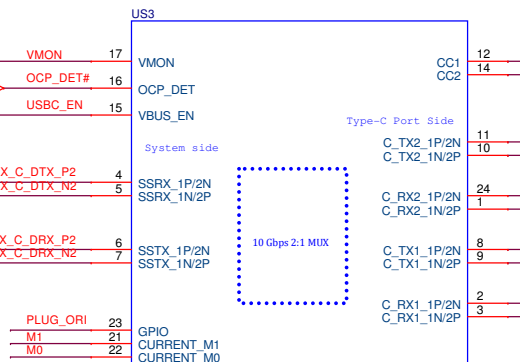 US3
VMON 17 VMON
CC1 12
CC2 14
OCP_DET# 16 OCP_DET
USBC_EN 15 VBUS_EN
Type-C Port Side
System side
C_TX2_1P/2N 11
C_TX2_1N/2P 10
X_C_DTX_P2 4 SSRX_1P/2N
X_C_DTX_N2 5 SSRX_1N/2P
C_RX2_1P/2N 24
C_RX2_1N/2P 1
10 Gbps 2:1 MUX
X_C_DRX_P2 6 SSTX_1P/2N
X_C_DRX_N2 7 SSTX_1N/2P
C_TX1_1P/2N 8
C_TX1_1N/2P 9
C_RX1_1P/2N 2
C_RX1_1N/2P 3
PLUG_ORI 23 GPIO
M1 21 CURRENT_M1
M0 22 CURRENT_M0